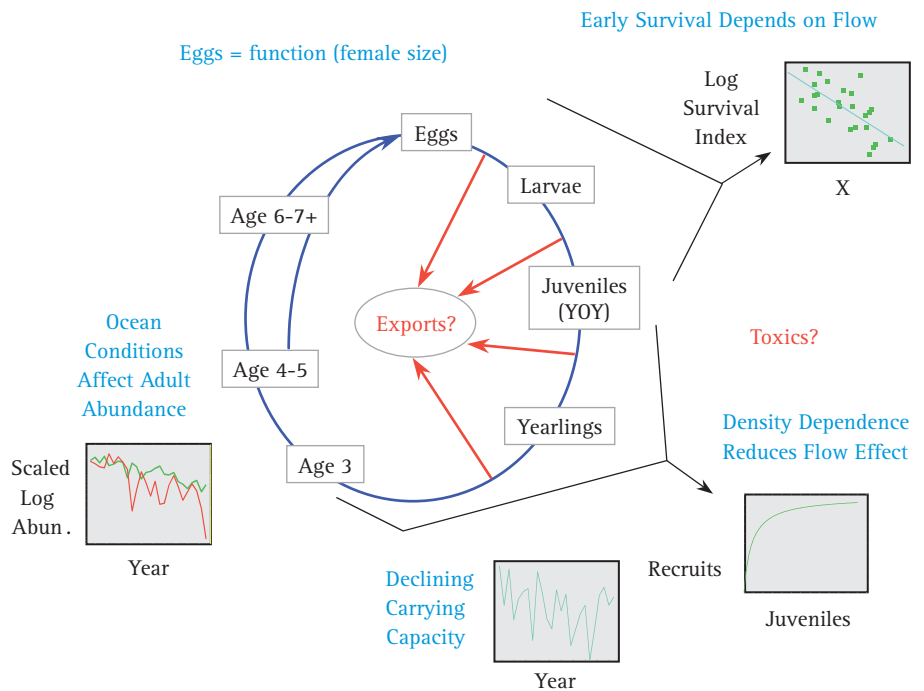 Early Survival Depends on Flow
Eggs = function (female size)
Log
Survival
Index
X
Eggs
Larvae
Age 6-7+
Juveniles
(YOY)
Exports?
Ocean
Conditions
Affect Adult
Abundance
Toxics?
Age 4-5
Yearlings
Density Dependence
Reduces Flow Effect
Age 3
Scaled
Log
Abun.
Year
Recruits
Juveniles
Declining
Carrying
Capacity
Year